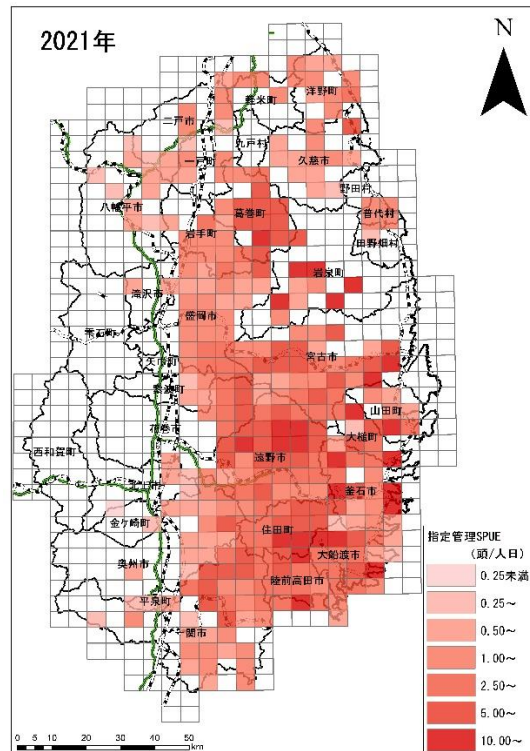 2021年
N
軽米町
洋野町
二戸市
九戸村
一戸町
久慈市
野田村
八幡平市
葛巻町
普代村
岩手町
田野畑村
岩泉町
滝沢市
盛岡市
雫石町
宮古市
矢巾町
紫波町
山田町
花巻市
大槌町
西和賀町
遠野市
釜石市
金ケ崎町
住田町
大船渡市
奥州市
陸前高田市
平泉町
一関市
指定管理SPUE
(頭/人日)
0.25未満
0.25～
0.50～
1.00～
2.50～
5.00～
10.00～
0 5 10 20 30 40 50
km